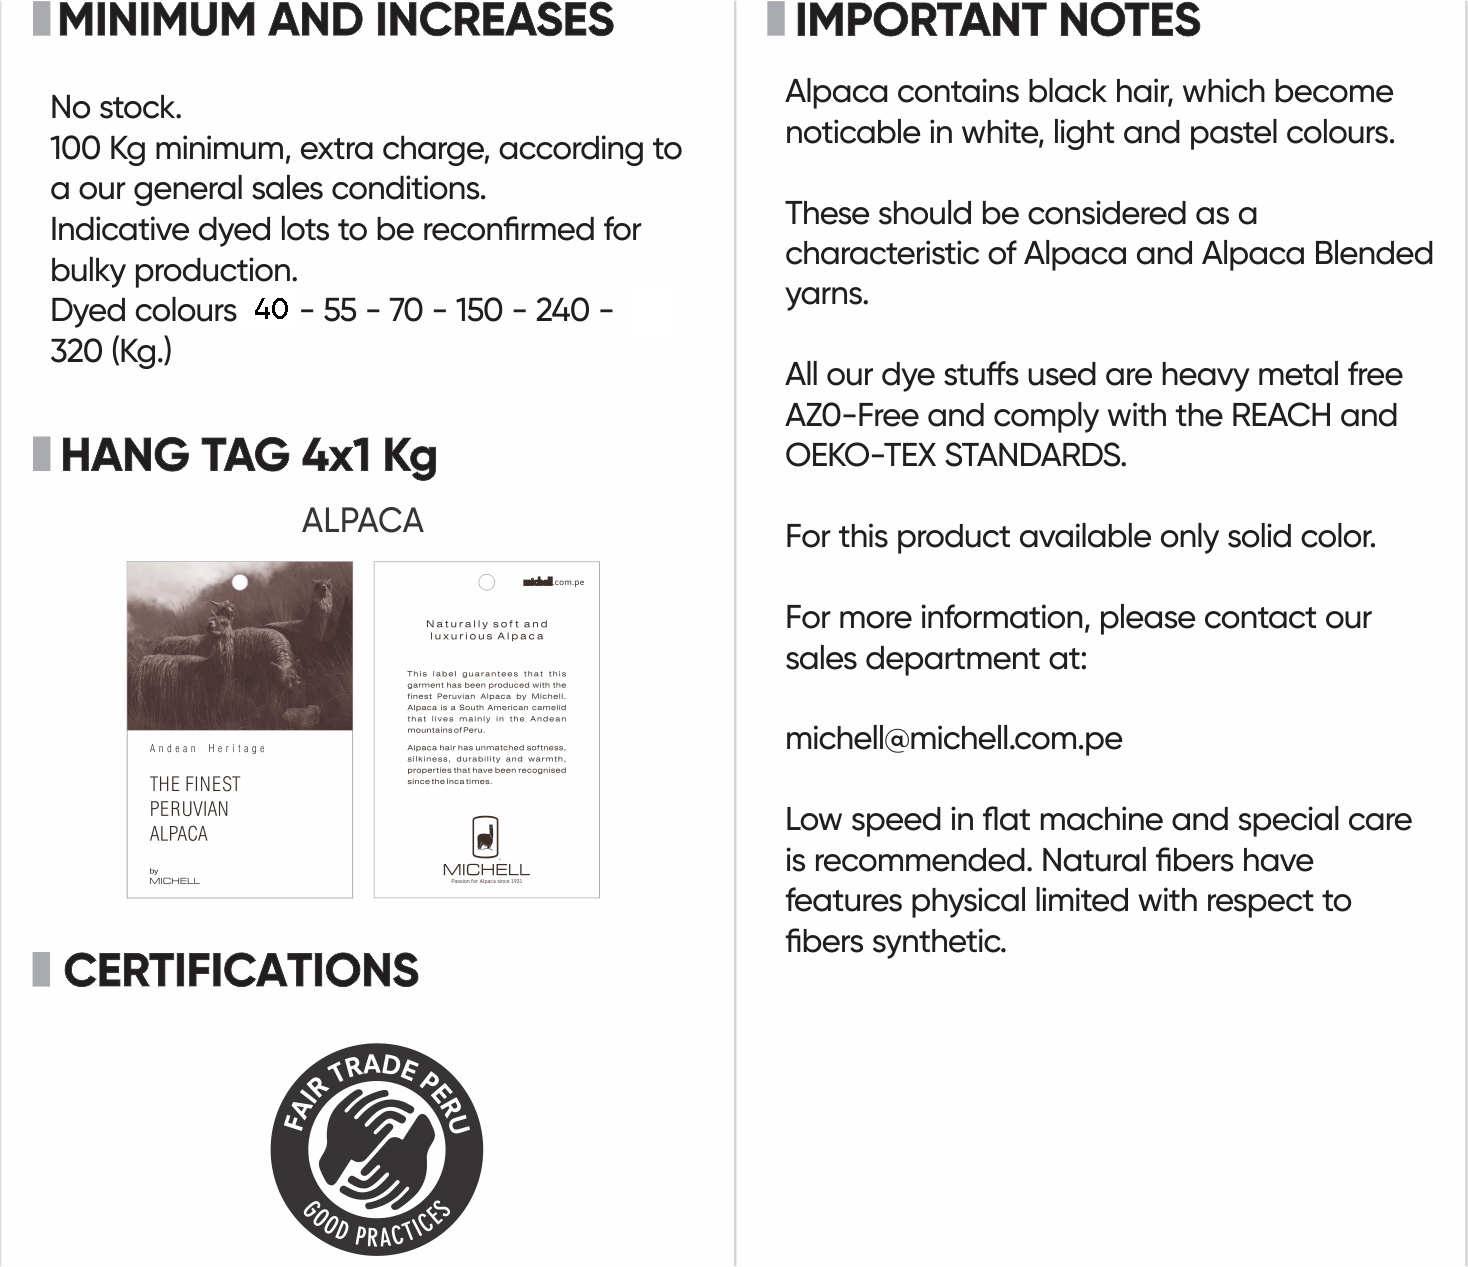 MINIMUM AND INCREASES
No stock.
100 Kg minimum, extra charge, according to
a our general sales conditions.
Indicative dyed lots to be reconfirmed for
bulky production.
Dyed colours 40 - 55 - 70 - 150 - 240 -
320 (Kg.)
HANG TAG 4x1 Kg
ALPACA
Andean Heritage
THE FINEST
PERUVIAN
ALPACA
by
MICHELL
michell.com.pe
Naturally soft and
luxurious Alpaca
This label guarantees that this
garment has been produced with the
finest Peruvian Alpaca by Michell.
Alpaca is a South American camelid
that lives mainly in the Andean
mountains of Peru.
Alpaca hair has unmatched softness,
silkiness, durability and warmth,
properties that have been recognised
since the Inca times.
MICHELL
Passion for Alpaca since 1931
CERTIFICATIONS
FAIR TRADE PERU
GOOD PRACTICES
IMPORTANT NOTES
Alpaca contains black hair, which become
noticable in white, light and pastel colours.
These should be considered as a
characteristic of Alpaca and Alpaca Blended
yarns.
All our dye stuffs used are heavy metal free
AZ0-Free and comply with the REACH and
OEKO-TEX STANDARDS.
For this product available only solid color.
For more information, please contact our
sales department at:
michell@michell.com.pe
Low speed in flat machine and special care
is recommended. Natural fibers have
features physical limited with respect to
fibers synthetic.